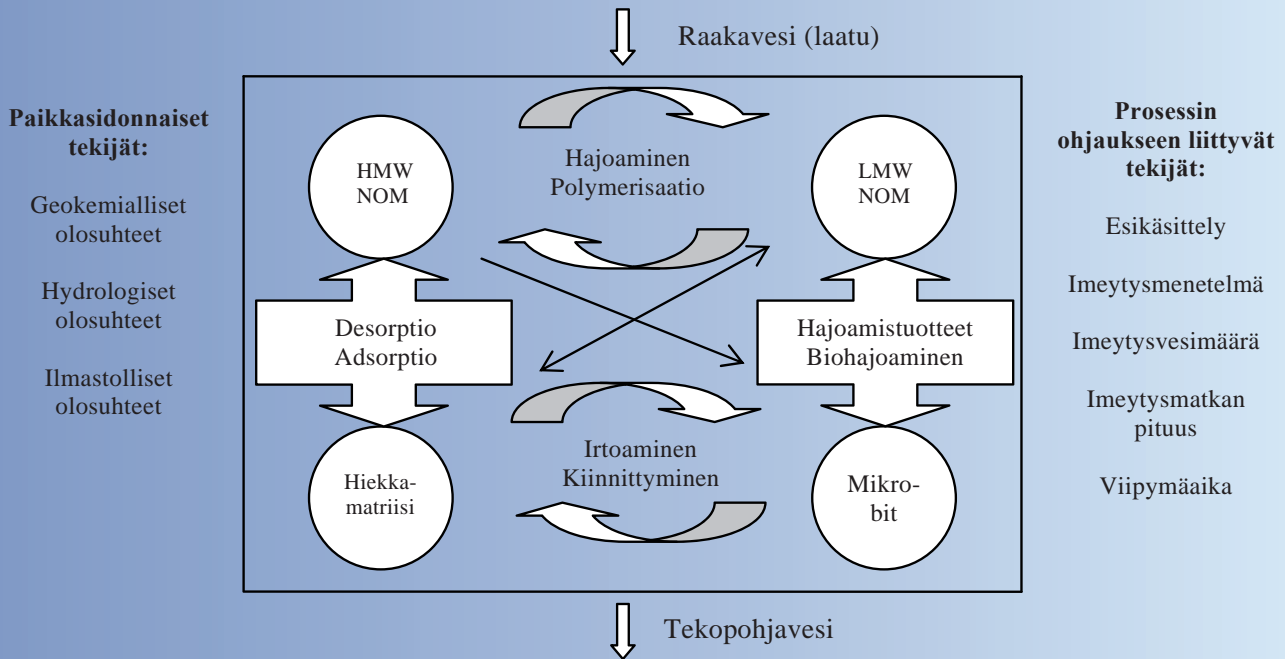 Raakavesi (laatu)
Paikkasidonnaiset
tekijät:
Geokemialliset
olosuhteet
Hydrologiset
olosuhteet
Ilmastolliset
olosuhteet
HMW
NOM
Hajoaminen
Polymerisaatio
LMW
NOM
Desorptio
Adsorptio
Hajoamistuotteet
Biohajoaminen
Hiekka-
matriisi
Irtoaminen
Kiinnittyminen
Mikro-
bit
Prosessin
ohjaukseen liittyvät
tekijät:
Esikäsittely
Imeytysmenetelmä
Imeytysvesimäärä
Imeytysmatkan
pituus
Viipymäaika
Tekopohjavesi